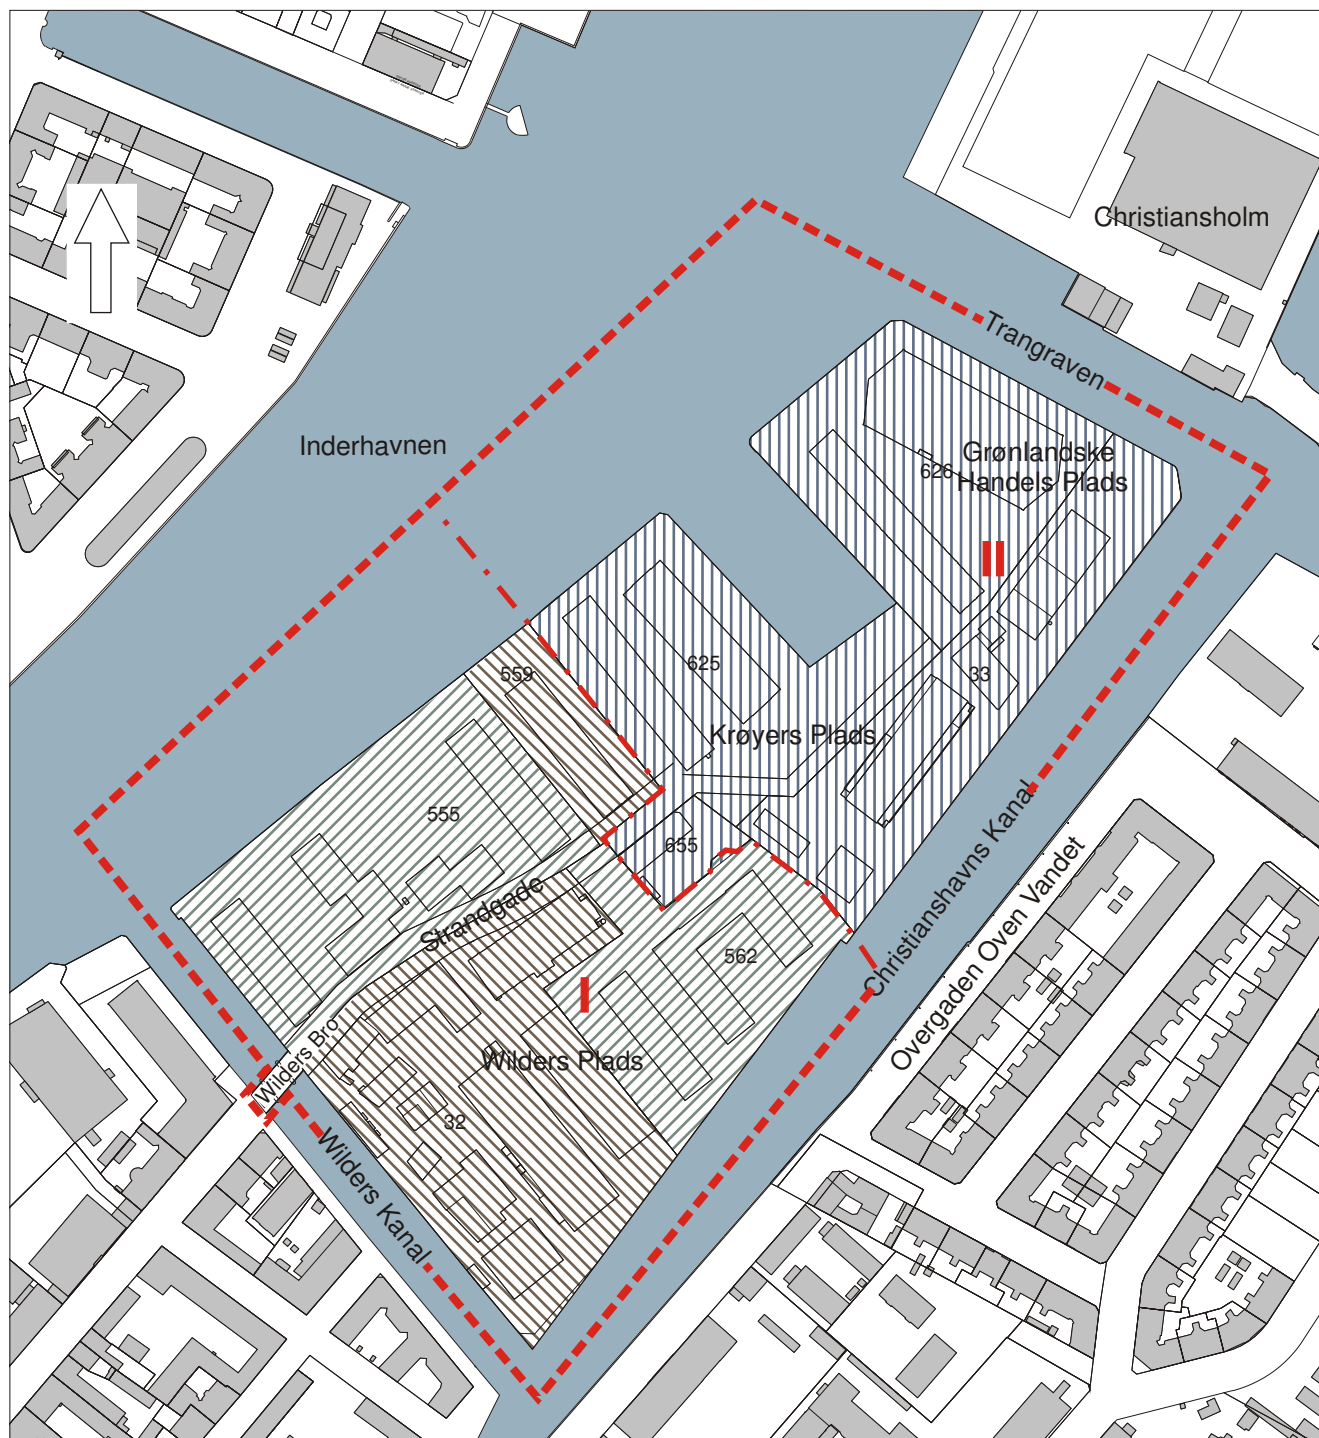 Christiansholm
Trangraven
Inderhavnen
Grønlandske
626
Handels Plads
II
625
559
33
Krøyers Plads
555
655
Strandgade
562
Christianshavns Kanal
Overgaden Oven Vandet
I
Wilders Bro
Wilders Plads
32
Wilders Kanal